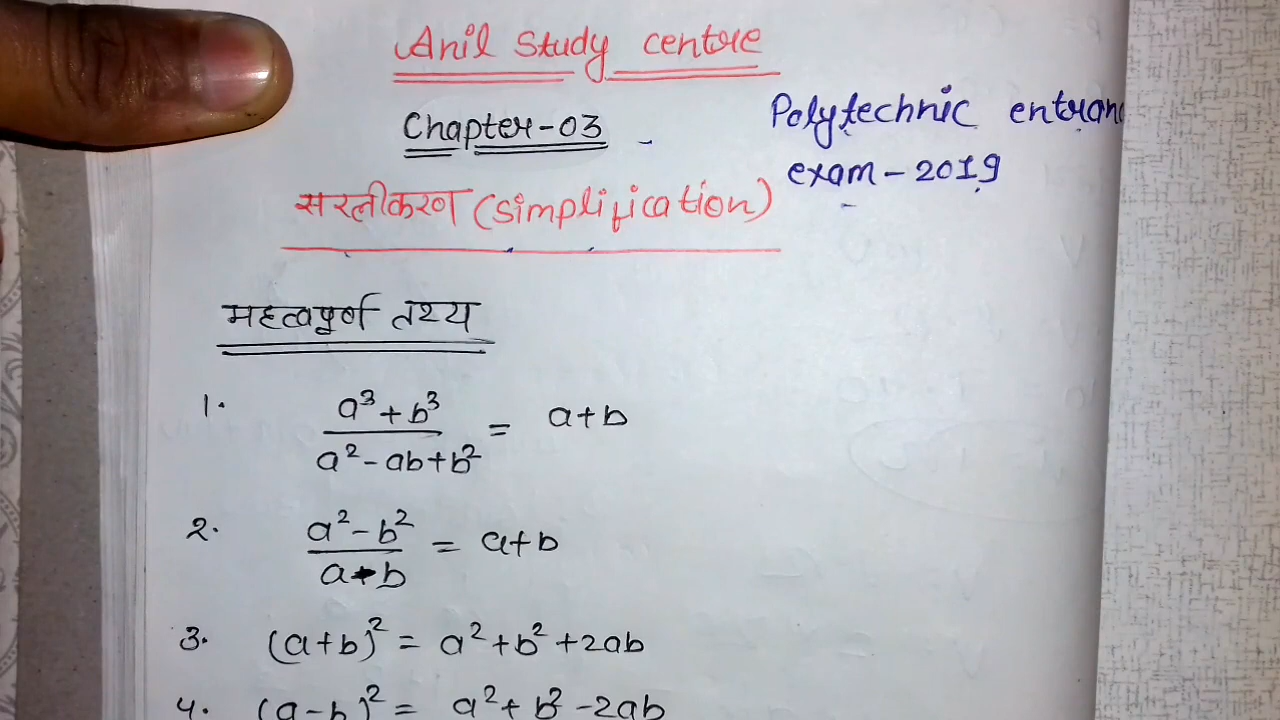 Anil Study centre
Chapter-03 -
Polytechnic
exam - 2019
सरलीकरण (simplification)
महत्वपूर्ण तथ्य
1. a³+b³ / a²-ab+b² = a+b
2. a²-b² / a-b = a+b
3. (a+b)² = a²+b²+2ab
4. (a-b)² = a²+b²-2ab